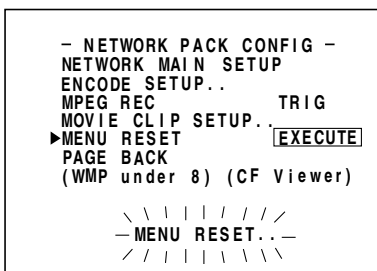 – NETWORK PACK CONFIG –
NETWORK MAIN SETUP
ENCODE SETUP..
MPEG REC TRIG
MOVIE CLIP SETUP..
▶MENU RESET EXECUTE
PAGE BACK
(WMP under 8) (CF Viewer)
MENU RESET..